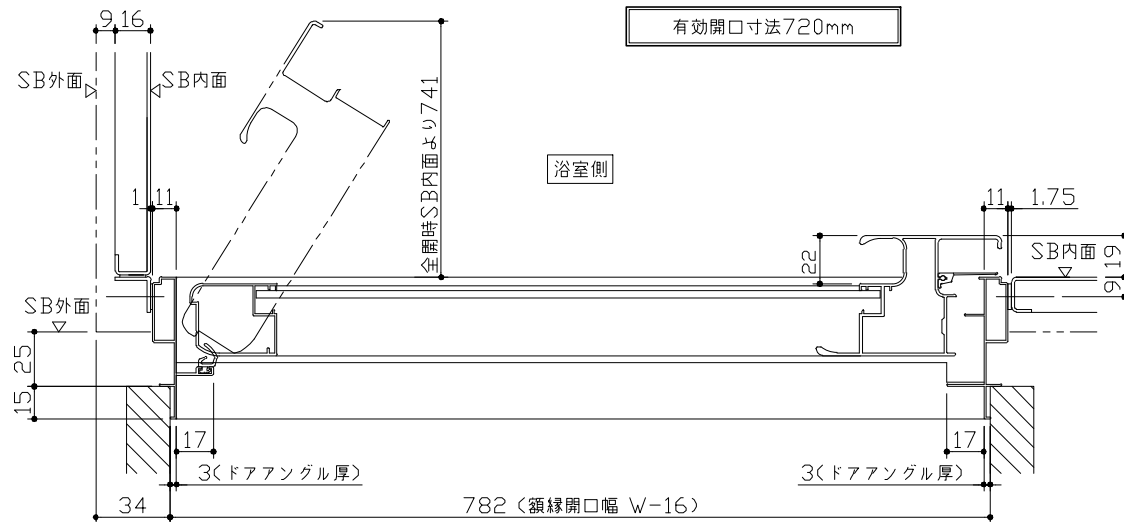 9 16
有効開口寸法720mm
SB外面
SB内面
全開時SB内面より741
浴室側
1 11
11 1.75
22
SB内面
9 19
SB外面
25
15
17
17
3(ドアアングル厚)
3(ドアアングル厚)
34
782 (額縁開口幅 W-16)